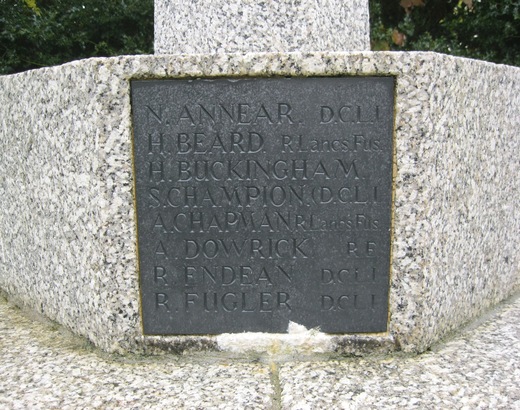 N. ANNEAR. D.C.L.I.
H. BEARD R.Lancs.Fus.
H. BUCKINGHAM.
S. CHAMPION. (D.C.L.I.
A. CHAPMAN R.Lancs.Fus.
A. DOWRICK R.E.
R. ENDEAN D.C.L.I.
R. FUGLER D.C.L.I.